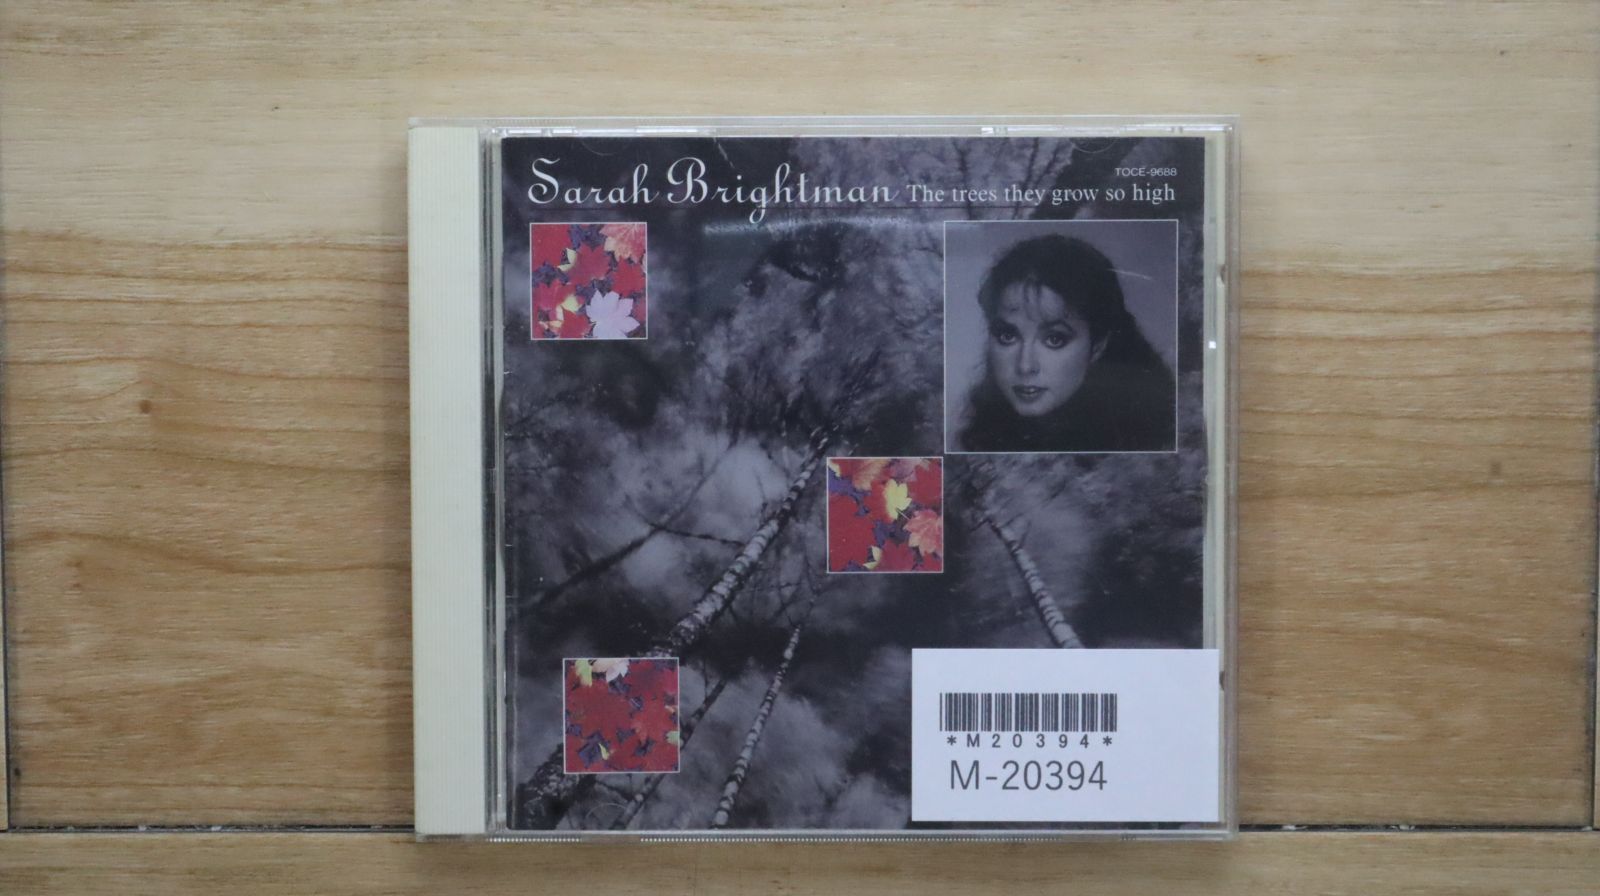 TOCE-9688
Sarah Brightman The trees they grow so high
*M20394*
M-20394